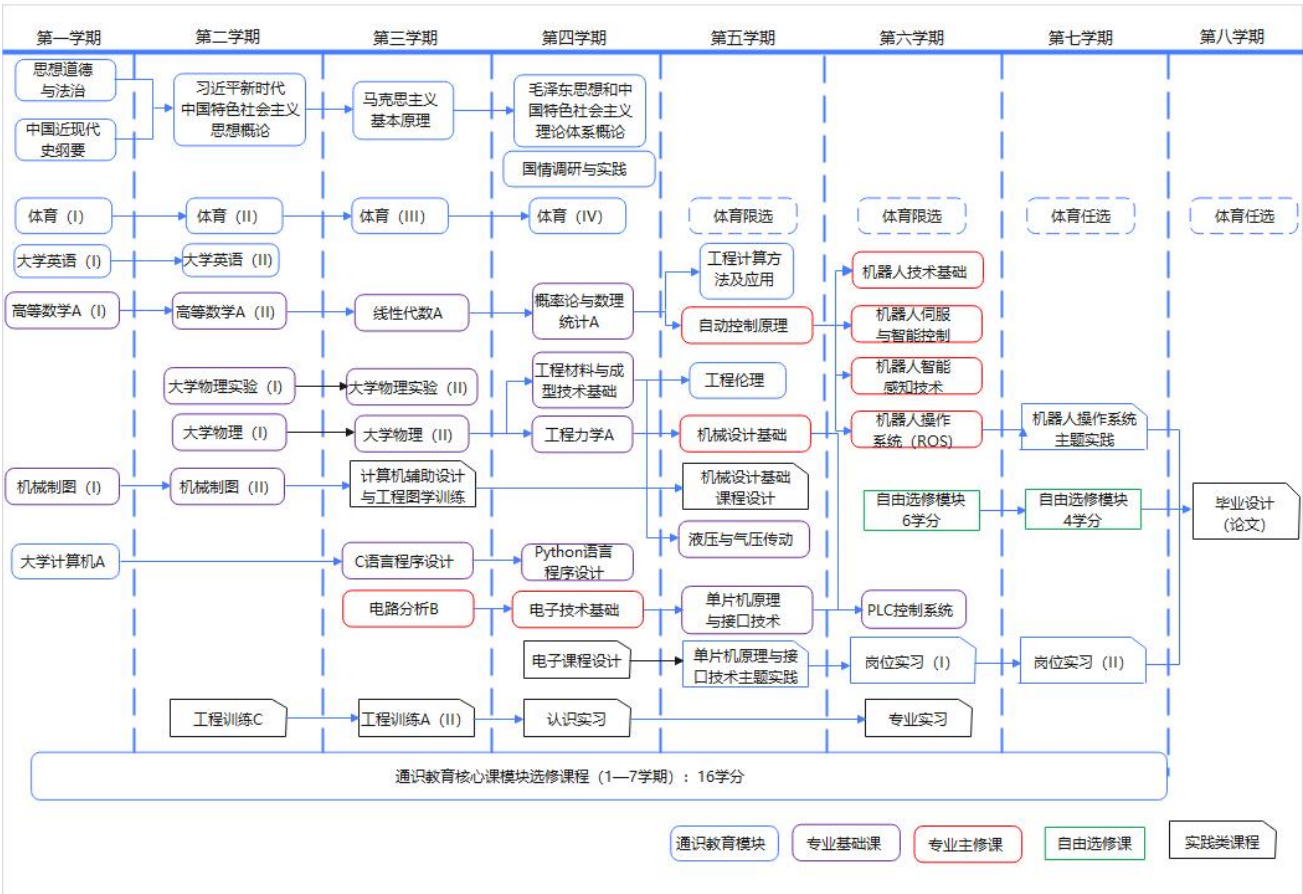 第一学期
第二学期
第三学期
第四学期
第五学期
第六学期
第七学期
第八学期
思想道德
与法治
中国近现代
史纲要
习近平新时代
中国特色社会主义
思想概论
马克思主义
基本原理
毛泽东思想和中
国特色社会主义
理论体系概论
国情调研与实践
体育（I）
体育（II）
体育（III）
体育（IV）
体育限选
体育限选
体育任选
体育任选
大学英语（I）
大学英语（II）
工程计算方
法及应用
机器人技术基础
高等数学A（I）
高等数学A（II）
线性代数A
概率论与数理
统计A
自动控制原理
机器人伺服
与智能控制
大学物理实验（I）
大学物理实验（II）
工程材料与成
型技术基础
工程伦理
机器人智能
感知技术
大学物理（I）
大学物理（II）
工程力学A
机械设计基础
机器人操作
系统（ROS）
机器人操作系统
主题实践
机械制图（I）
机械制图（II）
计算机辅助设计
与工程图学训练
机械设计基础
课程设计
自由选修模块
6学分
自由选修模块
4学分
毕业设计
（论文）
液压与气压传动
大学计算机A
C语言程序设计
Python语言
程序设计
电路分析B
电子技术基础
单片机原理
与接口技术
PLC控制系统
电子课程设计
单片机原理与接
口技术主题实践
岗位实习（I）
岗位实习（II）
工程训练C
工程训练A（II）
认识实习
专业实习
通识教育核心课模块选修课程（1—7学期）：16学分
通识教育模块
专业基础课
专业主修课
自由选修课
实践类课程